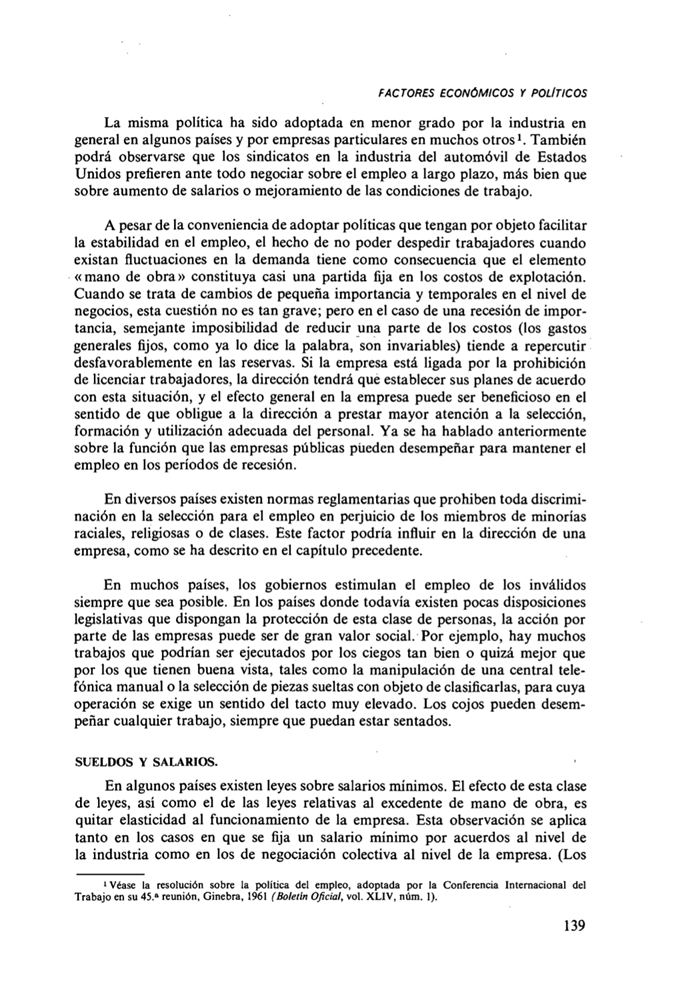 FACTORES ECONÓMICOS Y POLÍTICOS
La misma política ha sido adoptada en menor grado por la industria en
general en algunos países y por empresas particulares en muchos otros¹. También
podrá observarse que los sindicatos en la industria del automóvil de Estados
Unidos prefieren ante todo negociar sobre el empleo a largo plazo, más bien que
sobre aumento de salarios o mejoramiento de las condiciones de trabajo.
A pesar de la conveniencia de adoptar políticas que tengan por objeto facilitar
la estabilidad en el empleo, el hecho de no poder despedir trabajadores cuando
existan fluctuaciones en la demanda tiene como consecuencia que el elemento
«mano de obra» constituya casi una partida fija en los costos de explotación.
Cuando se trata de cambios de pequeña importancia y temporales en el nivel de
negocios, esta cuestión no es tan grave; pero en el caso de una recesión de impor-
tancia, semejante imposibilidad de reducir una parte de los costos (los gastos
generales fijos, como ya lo dice la palabra, son invariables) tiende a repercutir
desfavorablemente en las reservas. Si la empresa está ligada por la prohibición
de licenciar trabajadores, la dirección tendrá que establecer sus planes de acuerdo
con esta situación, y el efecto general en la empresa puede ser beneficioso en el
sentido de que obligue a la dirección a prestar mayor atención a la selección,
formación y utilización adecuada del personal. Ya se ha hablado anteriormente
sobre la función que las empresas públicas pueden desempeñar para mantener el
empleo en los períodos de recesión.
En diversos países existen normas reglamentarias que prohiben toda discrimi-
nación en la selección para el empleo en perjuicio de los miembros de minorías
raciales, religiosas o de clases. Este factor podría influir en la dirección de una
empresa, como se ha descrito en el capítulo precedente.
En muchos países, los gobiernos estimulan el empleo de los inválidos
siempre que sea posible. En los países donde todavía existen pocas disposiciones
legislativas que dispongan la protección de esta clase de personas, la acción por
parte de las empresas puede ser de gran valor social. Por ejemplo, hay muchos
trabajos que podrían ser ejecutados por los ciegos tan bien o quizá mejor que
por los que tienen buena vista, tales como la manipulación de una central tele-
fónica manual o la selección de piezas sueltas con objeto de clasificarlas, para cuya
operación se exige un sentido del tacto muy elevado. Los cojos pueden desem-
peñar cualquier trabajo, siempre que puedan estar sentados.
SUELDOS Y SALARIOS.
En algunos países existen leyes sobre salarios mínimos. El efecto de esta clase
de leyes, así como el de las leyes relativas al excedente de mano de obra, es
quitar elasticidad al funcionamiento de la empresa. Esta observación se aplica
tanto en los casos en que se fija un salario mínimo por acuerdos al nivel de
la industria como en los de negociación colectiva al nivel de la empresa. (Los
¹ Véase la resolución sobre la política del empleo, adoptada por la Conferencia Internacional del
Trabajo en su 45.ª reunión, Ginebra, 1961 (Boletín Oficial, vol. XLIV, núm. 1).
139